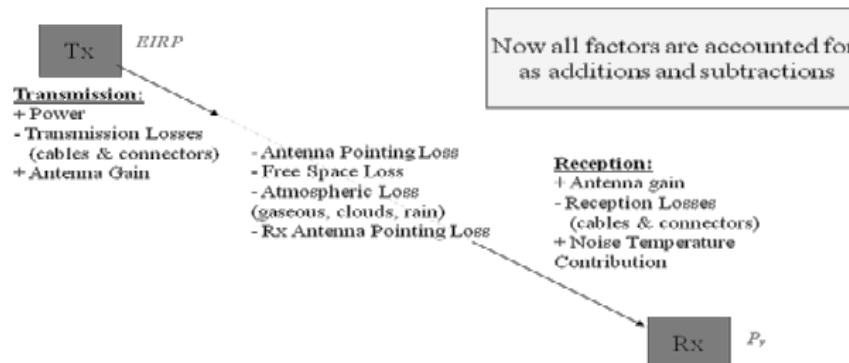 Tx
EIRP
Now all factors are accounted for
as additions and subtractions
Transmission:
+ Power
- Transmission Losses
(cables & connectors)
+ Antenna Gain
- Antenna Pointing Loss
- Free Space Loss
- Atmospheric Loss
(gaseous, clouds, rain)
- Rx Antenna Pointing Loss
Reception:
+ Antenna gain
- Reception Losses
(cables & connectors)
+ Noise Temperature
Contribution
Rx
Pr